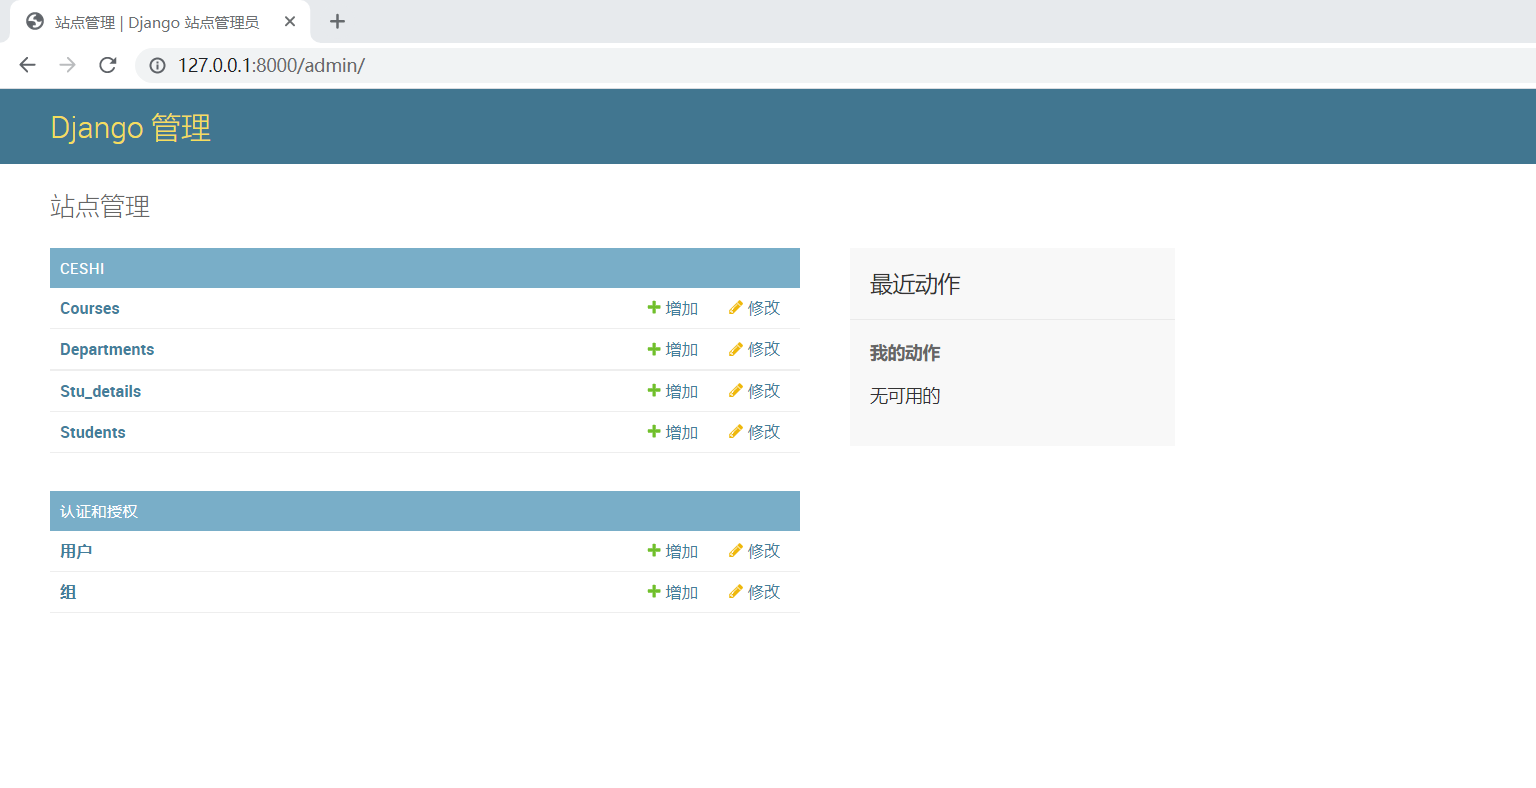 站点管理 | Django 站点管理员
127.0.0.1:8000/admin/
Django 管理
站点管理
CESHI
Courses 增加 修改
Departments 增加 修改
Stu_details 增加 修改
Students 增加 修改
认证和授权
用户 增加 修改
组 增加 修改
最近动作
我的动作
无可用的